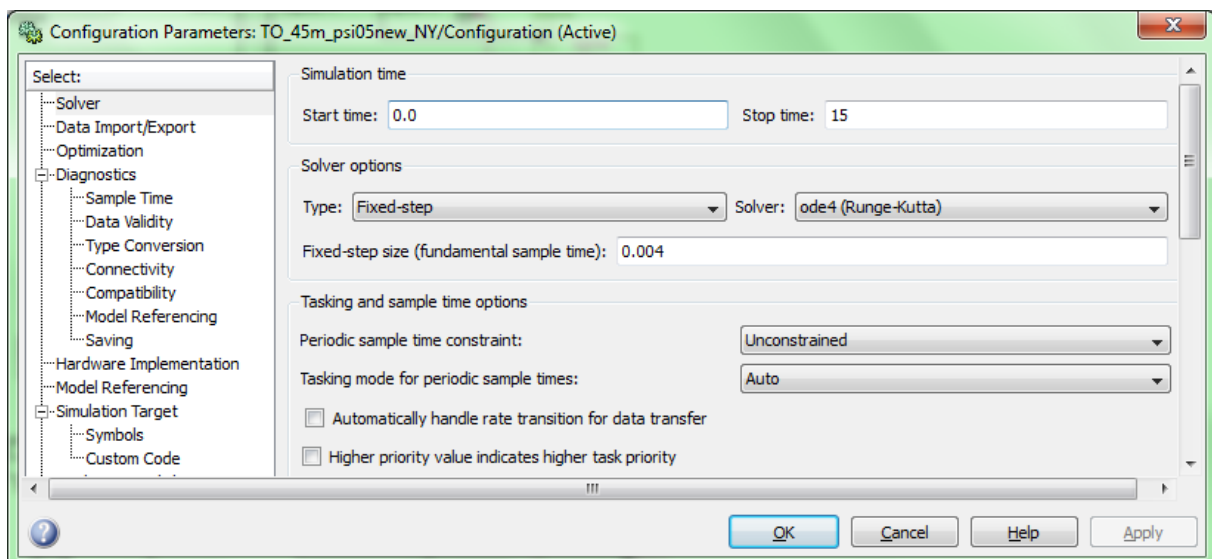 Configuration Parameters: TO_45m_psi05new_NY/Configuration (Active)
Select:
Solver
Data Import/Export
Optimization
Diagnostics
Sample Time
Data Validity
Type Conversion
Connectivity
Compatibility
Model Referencing
Saving
Hardware Implementation
Model Referencing
Simulation Target
Symbols
Custom Code
Simulation time
Start time: 0.0 Stop time: 15
Solver options
Type: Fixed-step Solver: ode4 (Runge-Kutta)
Fixed-step size (fundamental sample time): 0.004
Tasking and sample time options
Periodic sample time constraint: Unconstrained
Tasking mode for periodic sample times: Auto
Automatically handle rate transition for data transfer
Higher priority value indicates higher task priority
OK Cancel Help Apply